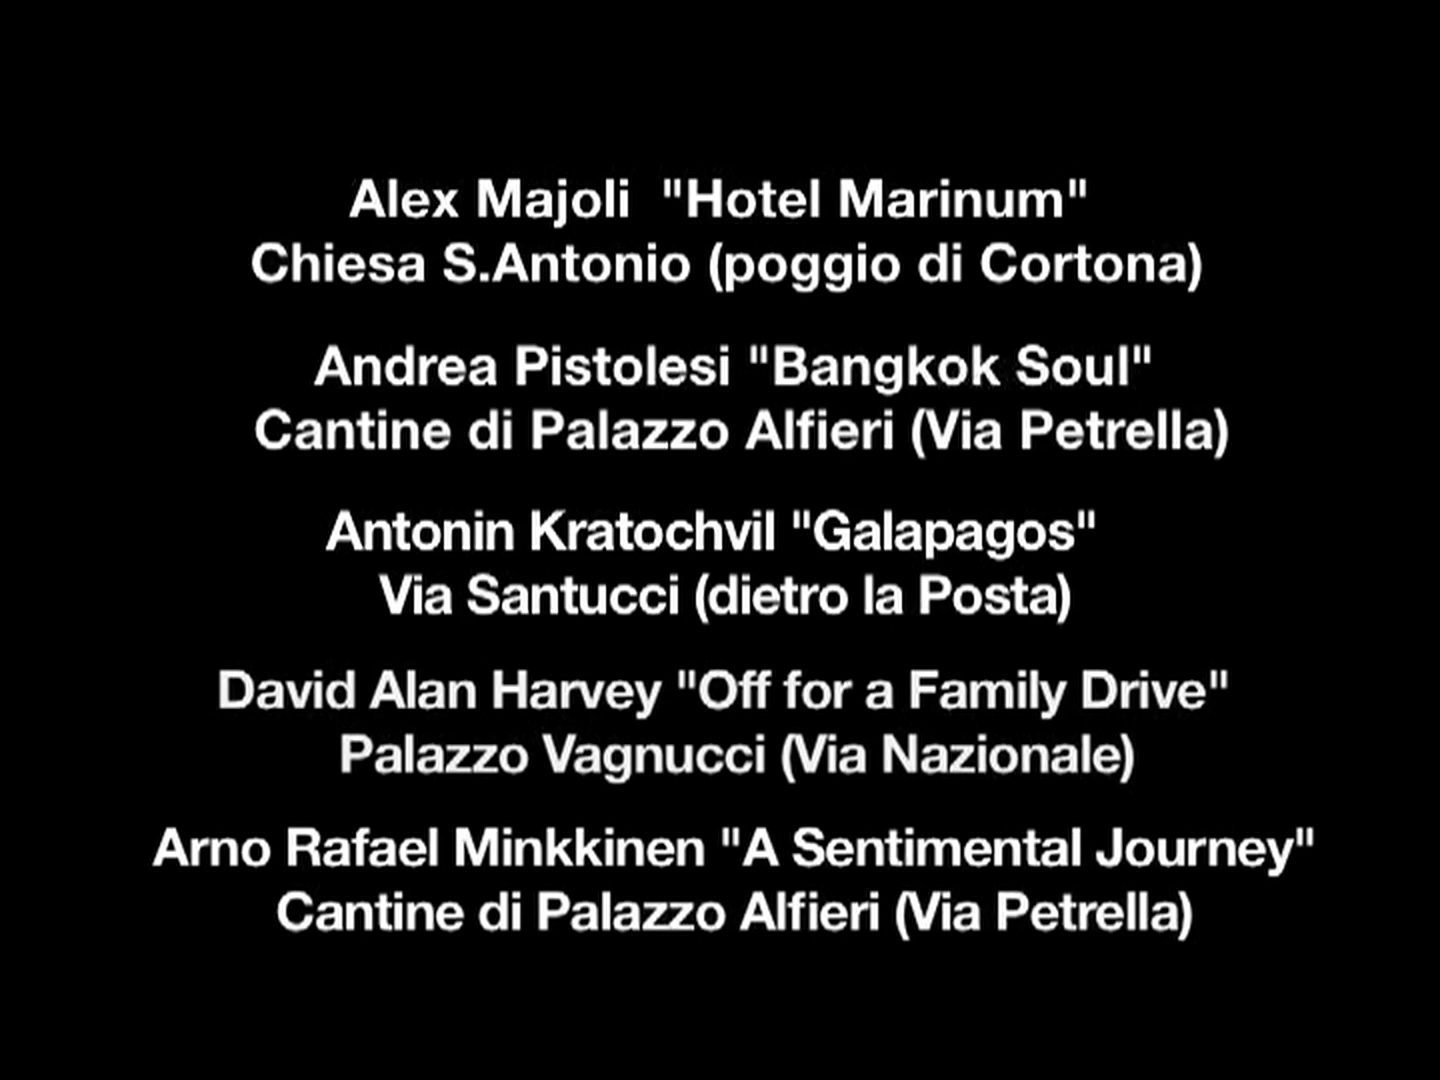 Alex Majoli "Hotel Marinum"
Chiesa S.Antonio (poggio di Cortona)
Andrea Pistolesi "Bangkok Soul"
Cantine di Palazzo Alfieri (Via Petrella)
Antonin Kratochvil "Galapagos"
Via Santucci (dietro la Posta)
David Alan Harvey "Off for a Family Drive"
Palazzo Vagnucci (Via Nazionale)
Arno Rafael Minkkinen "A Sentimental Journey"
Cantine di Palazzo Alfieri (Via Petrella)